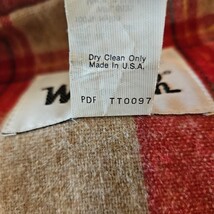 Dry Clean Only
Made In U.S.A.
PDF TT0097